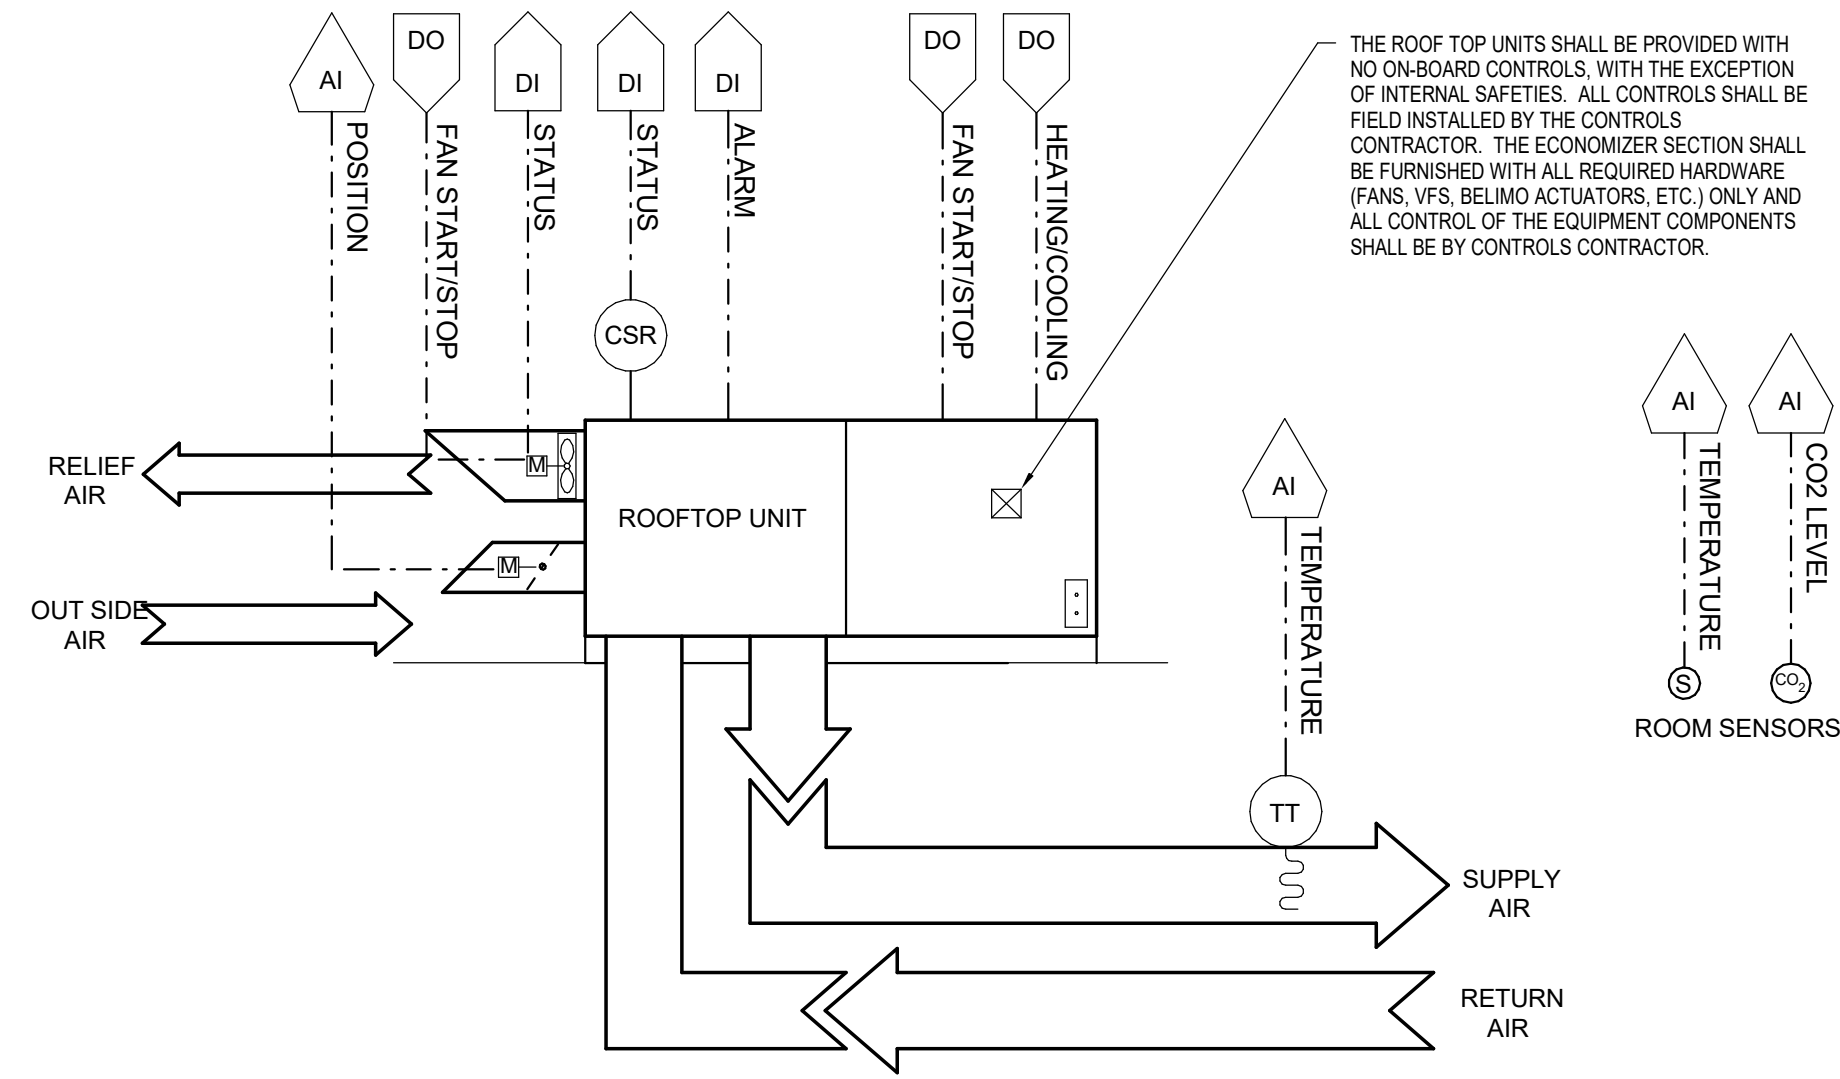 AI
DO
DI
DI
DI
DO
DO
POSITION
FAN START/STOP
STATUS
STATUS
ALARM
FAN START/STOP
HEATING/COOLING
THE ROOF TOP UNITS SHALL BE PROVIDED WITH
NO ON-BOARD CONTROLS, WITH THE EXCEPTION
OF INTERNAL SAFETIES.  ALL CONTROLS SHALL BE
FIELD INSTALLED BY THE CONTROLS
CONTRACTOR.  THE ECONOMIZER SECTION SHALL
BE FURNISHED WITH ALL REQUIRED HARDWARE
(FANS, VFS, BELIMO ACTUATORS, ETC.) ONLY AND
ALL CONTROL OF THE EQUIPMENT COMPONENTS
SHALL BE BY CONTROLS CONTRACTOR.
CSR
RELIEF
AIR
M
ROOFTOP UNIT
M
OUT SIDE
AIR
AI
TEMPERATURE
AI
AI
TEMPERATURE
CO2 LEVEL
S
CO2
ROOM SENSORS
TT
SUPPLY
AIR
RETURN
AIR